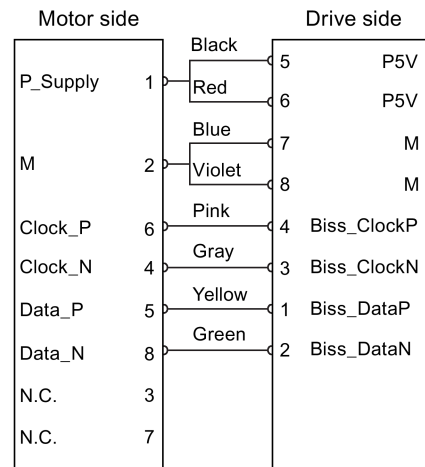 Motor side Drive side
Black
5 P5V
P_Supply 1
Red
6 P5V
Blue
7 M
M 2
Violet
8 M
Pink
Clock_P 6 4 Biss_ClockP
Gray
Clock_N 4 3 Biss_ClockN
Yellow
Data_P 5 1 Biss_DataP
Green
Data_N 8 2 Biss_DataN
N.C. 3
N.C. 7